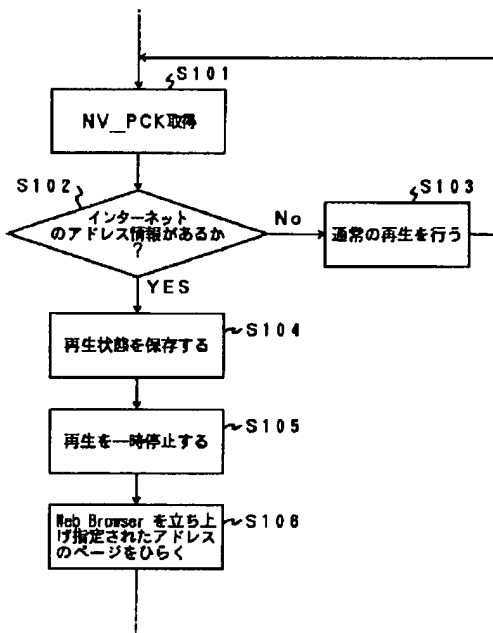 S101
NV_PCK取得
S102
インターネット
のアドレス情報があるか
?
No
S103
通常の再生を行う
YES
再生状態を保存する
S104
再生を一時停止する
S105
Web Browser を立ち上
げ指定されたアドレス
のページをひらく
S106